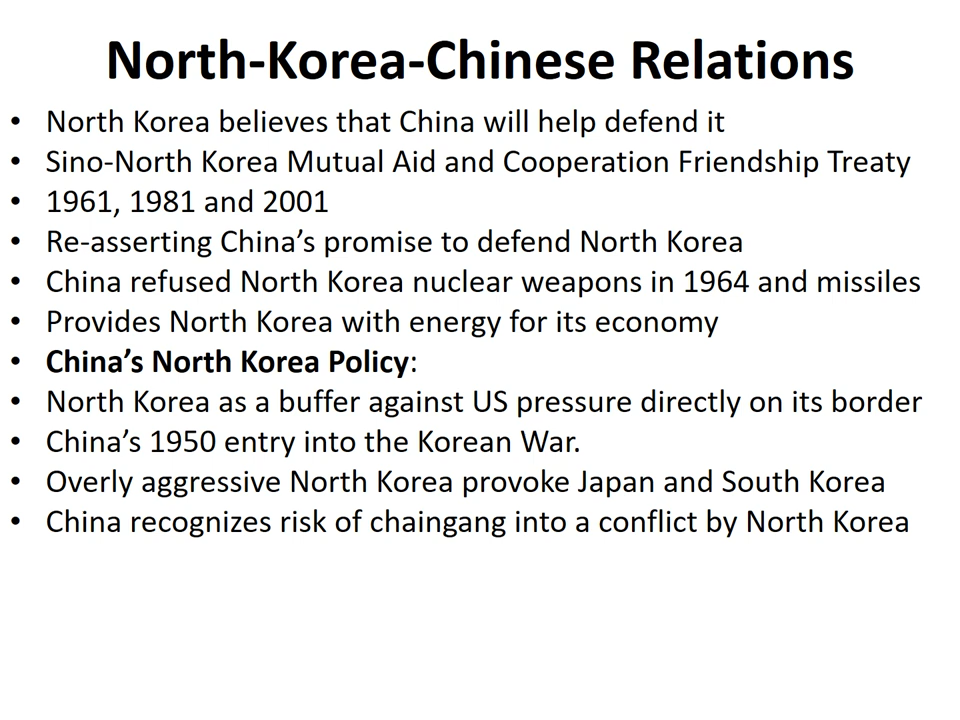 North-Korea-Chinese Relations
• North Korea believes that China will help defend it
• Sino-North Korea Mutual Aid and Cooperation Friendship Treaty
• 1961, 1981 and 2001
• Re-asserting China’s promise to defend North Korea
• China refused North Korea nuclear weapons in 1964 and missiles
• Provides North Korea with energy for its economy
• China’s North Korea Policy:
• North Korea as a buffer against US pressure directly on its border
• China’s 1950 entry into the Korean War.
• Overly aggressive North Korea provoke Japan and South Korea
• China recognizes risk of chaingang into a conflict by North Korea